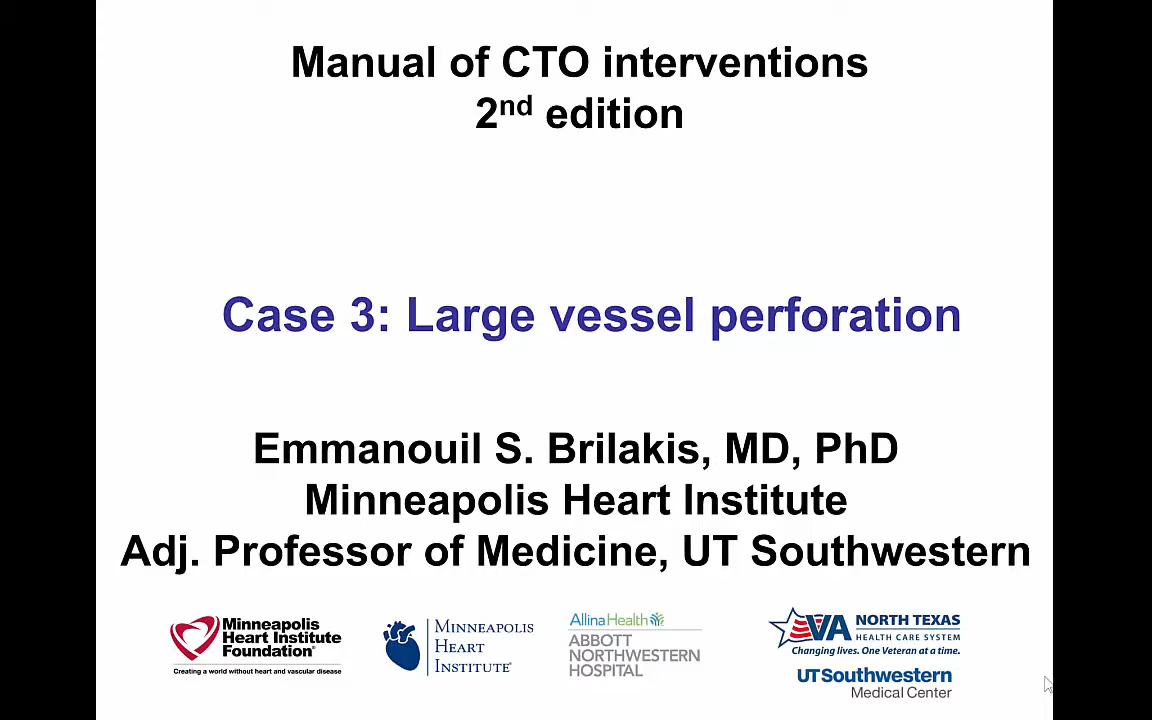 Manual of CTO interventions
2nd edition
Case 3: Large vessel perforation
Emmanouil S. Brilakis, MD, PhD
Minneapolis Heart Institute
Adj. Professor of Medicine, UT Southwestern
Minneapolis
Heart Institute
Foundation®
Creating a world without heart and vascular disease
MINNEAPOLIS
HEART
INSTITUTE®
AllinaHealth
ABBOTT
NORTHWESTERN
HOSPITAL
VA NORTH TEXAS
HEALTH CARE SYSTEM
Changing lives. One Veteran at a time.
UTSouthwestern
Medical Center